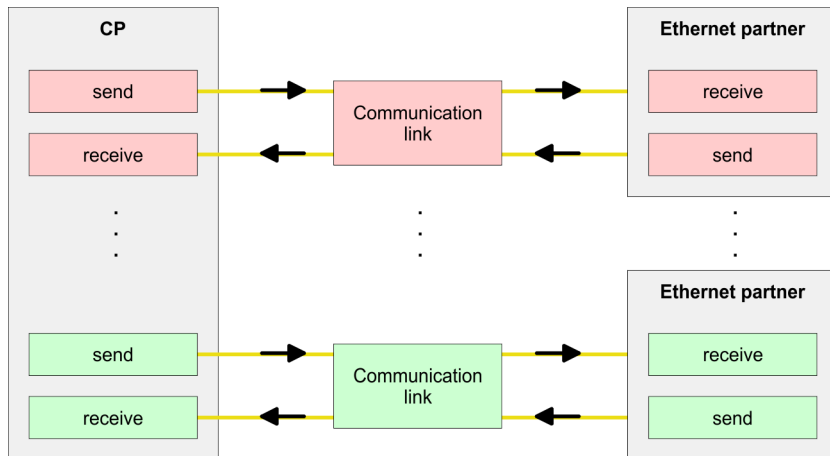 CP
Ethernet partner
send
receive
Communication
link
receive
send
Ethernet partner
send
receive
Communication
link
receive
send